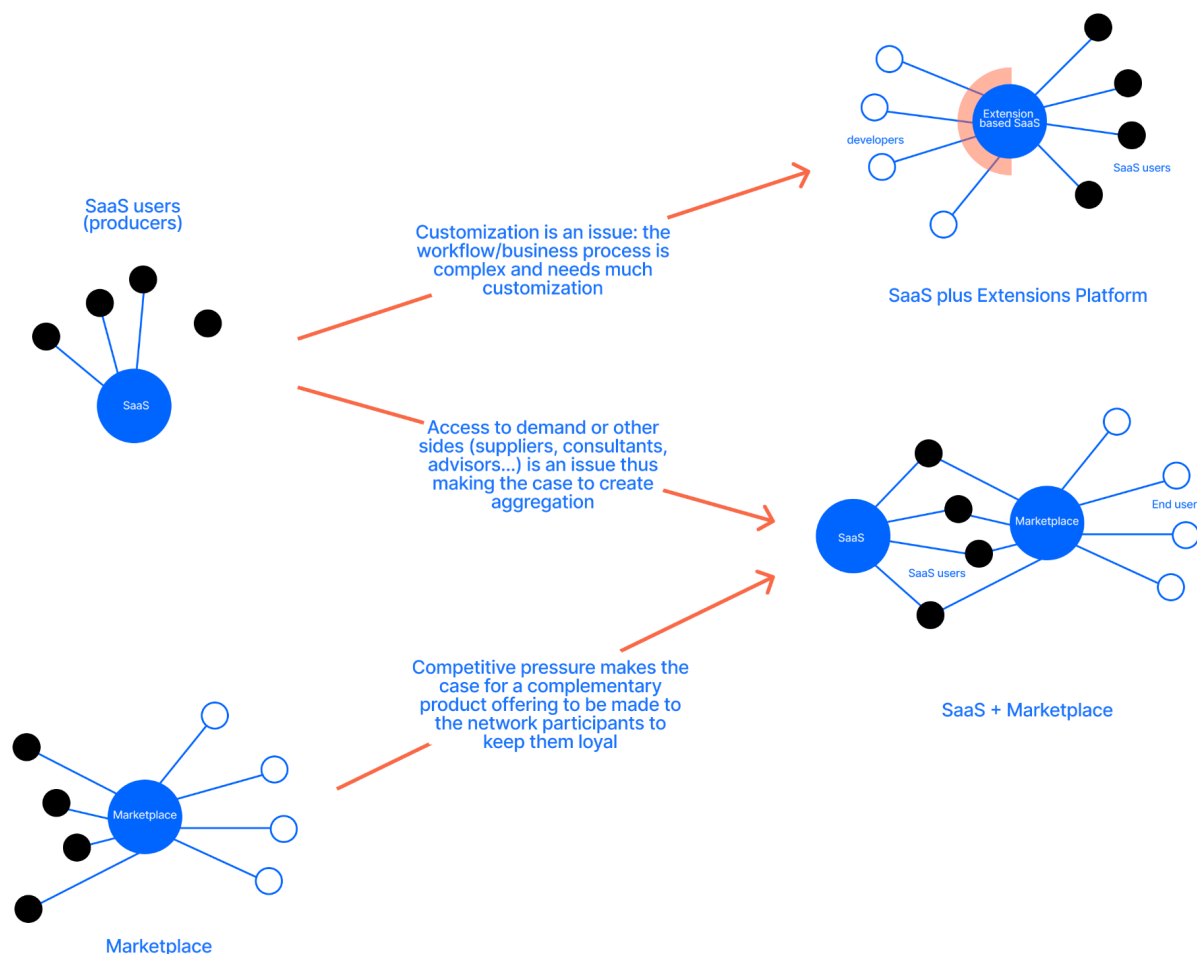 SaaS users
(producers)
SaaS
Customization is an issue: the
workflow/business process is
complex and needs much
customization
Extension
based SaaS
developers
SaaS users
SaaS plus Extensions Platform
Access to demand or other
sides (suppliers, consultants,
advisors...) is an issue thus
making the case to create
aggregation
SaaS
SaaS users
Marketplace
End user
SaaS + Marketplace
Competitive pressure makes the
case for a complementary
product offering to be made to
the network participants to
keep them loyal
Marketplace
Marketplace